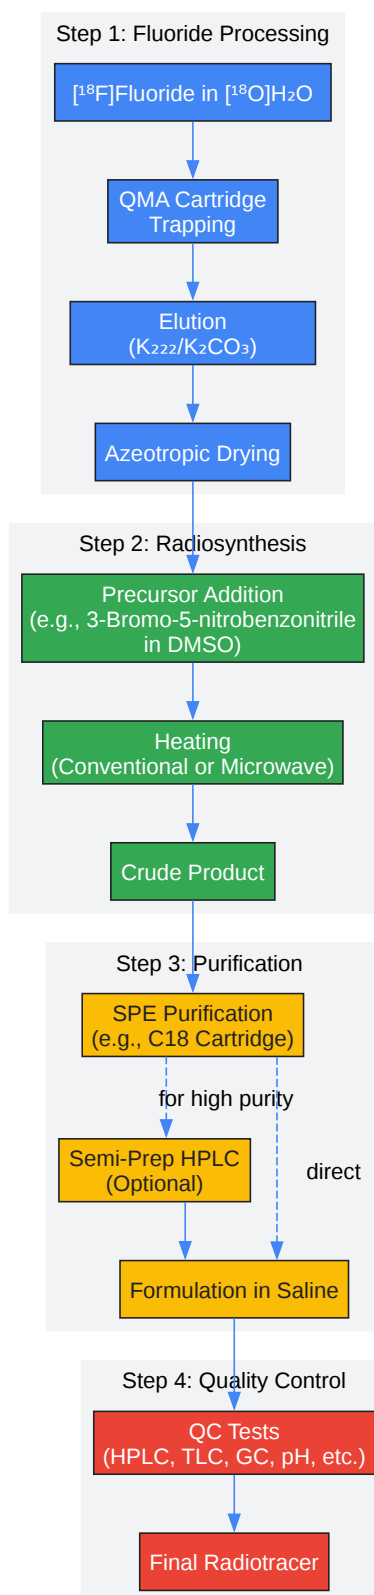 Step 1: Fluoride Processing
[¹⁸F]Fluoride in [¹⁸O]H₂O
QMA Cartridge
Trapping
Elution
(K₂₂₂/K₂CO₃)
Azeotropic Drying
Step 2: Radiosynthesis
Precursor Addition
(e.g., 3-Bromo-5-nitrobenzonitrile
in DMSO)
Heating
(Conventional or Microwave)
Crude Product
Step 3: Purification
SPE Purification
(e.g., C18 Cartridge)
for high purity
Semi-Prep HPLC
(Optional)
direct
Formulation in Saline
Step 4: Quality Control
QC Tests
(HPLC, TLC, GC, pH, etc.)
Final Radiotracer